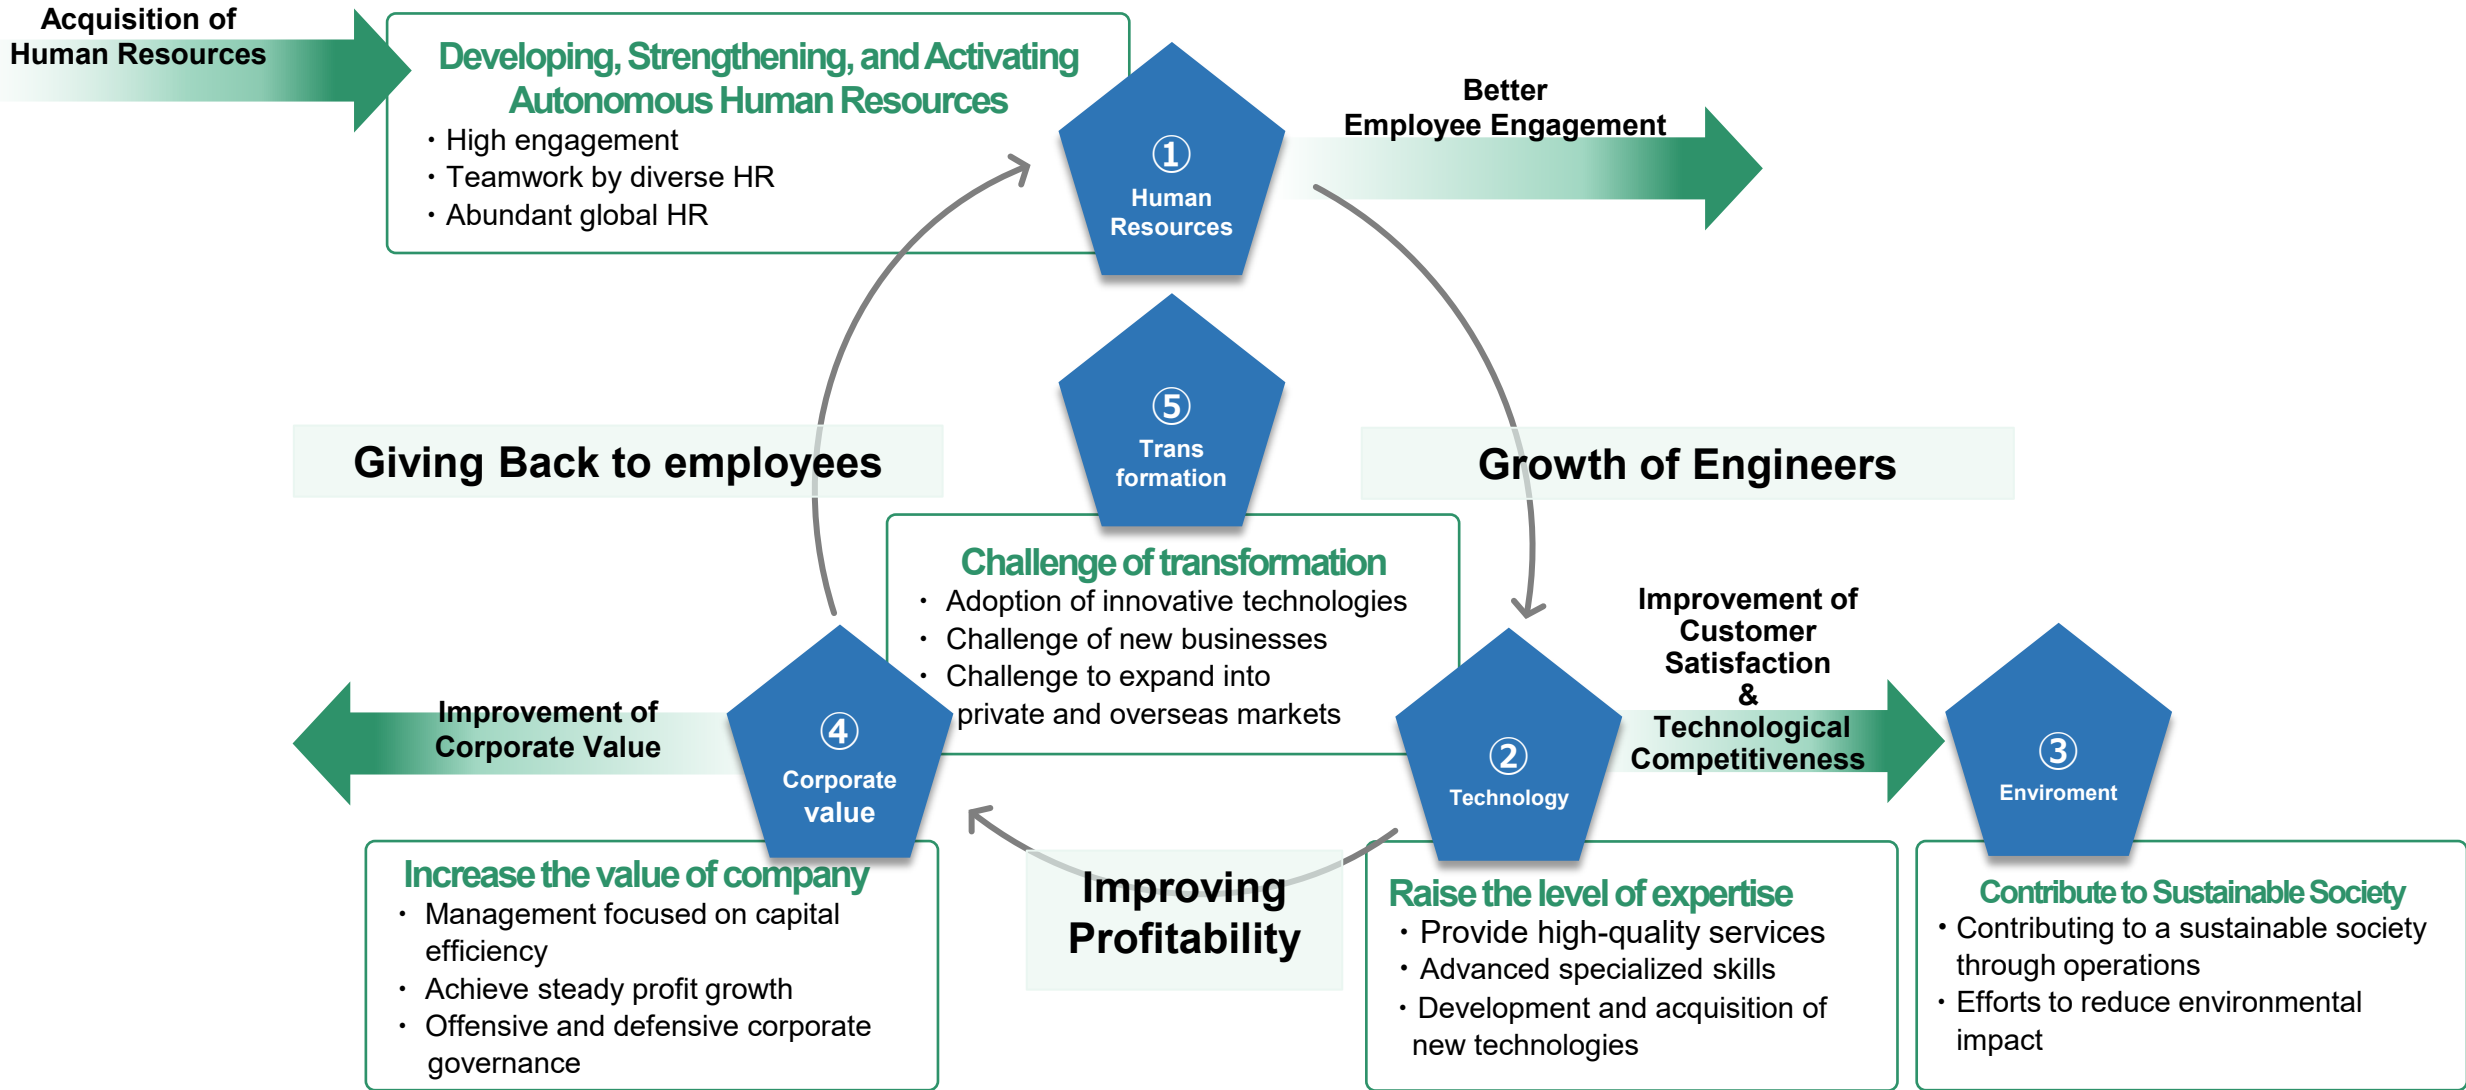 Acquisition of
Human Resources
Developing, Strengthening, and Activating
Autonomous Human Resources
・High engagement
・Teamwork by diverse HR
・Abundant global HR
①
Human
Resources
Better
Employee Engagement
⑤
Trans
formation
Giving Back to employees
Growth of Engineers
Challenge of transformation
・ Adoption of innovative technologies
・ Challenge of new businesses
・ Challenge to expand into
private and overseas markets
Improvement of
Corporate Value
④
Corporate
value
②
Technology
Improvement of
Customer
Satisfaction
&
Technological
Competitiveness
③
Enviroment
Increase the value of company
・ Management focused on capital
efficiency
・ Achieve steady profit growth
・ Offensive and defensive corporate
governance
Improving
Profitability
Raise the level of expertise
・Provide high-quality services
・Advanced specialized skills
・Development and acquisition of
new technologies
Contribute to Sustainable Society
・Contributing to a sustainable society
through operations
・Efforts to reduce environmental
impact